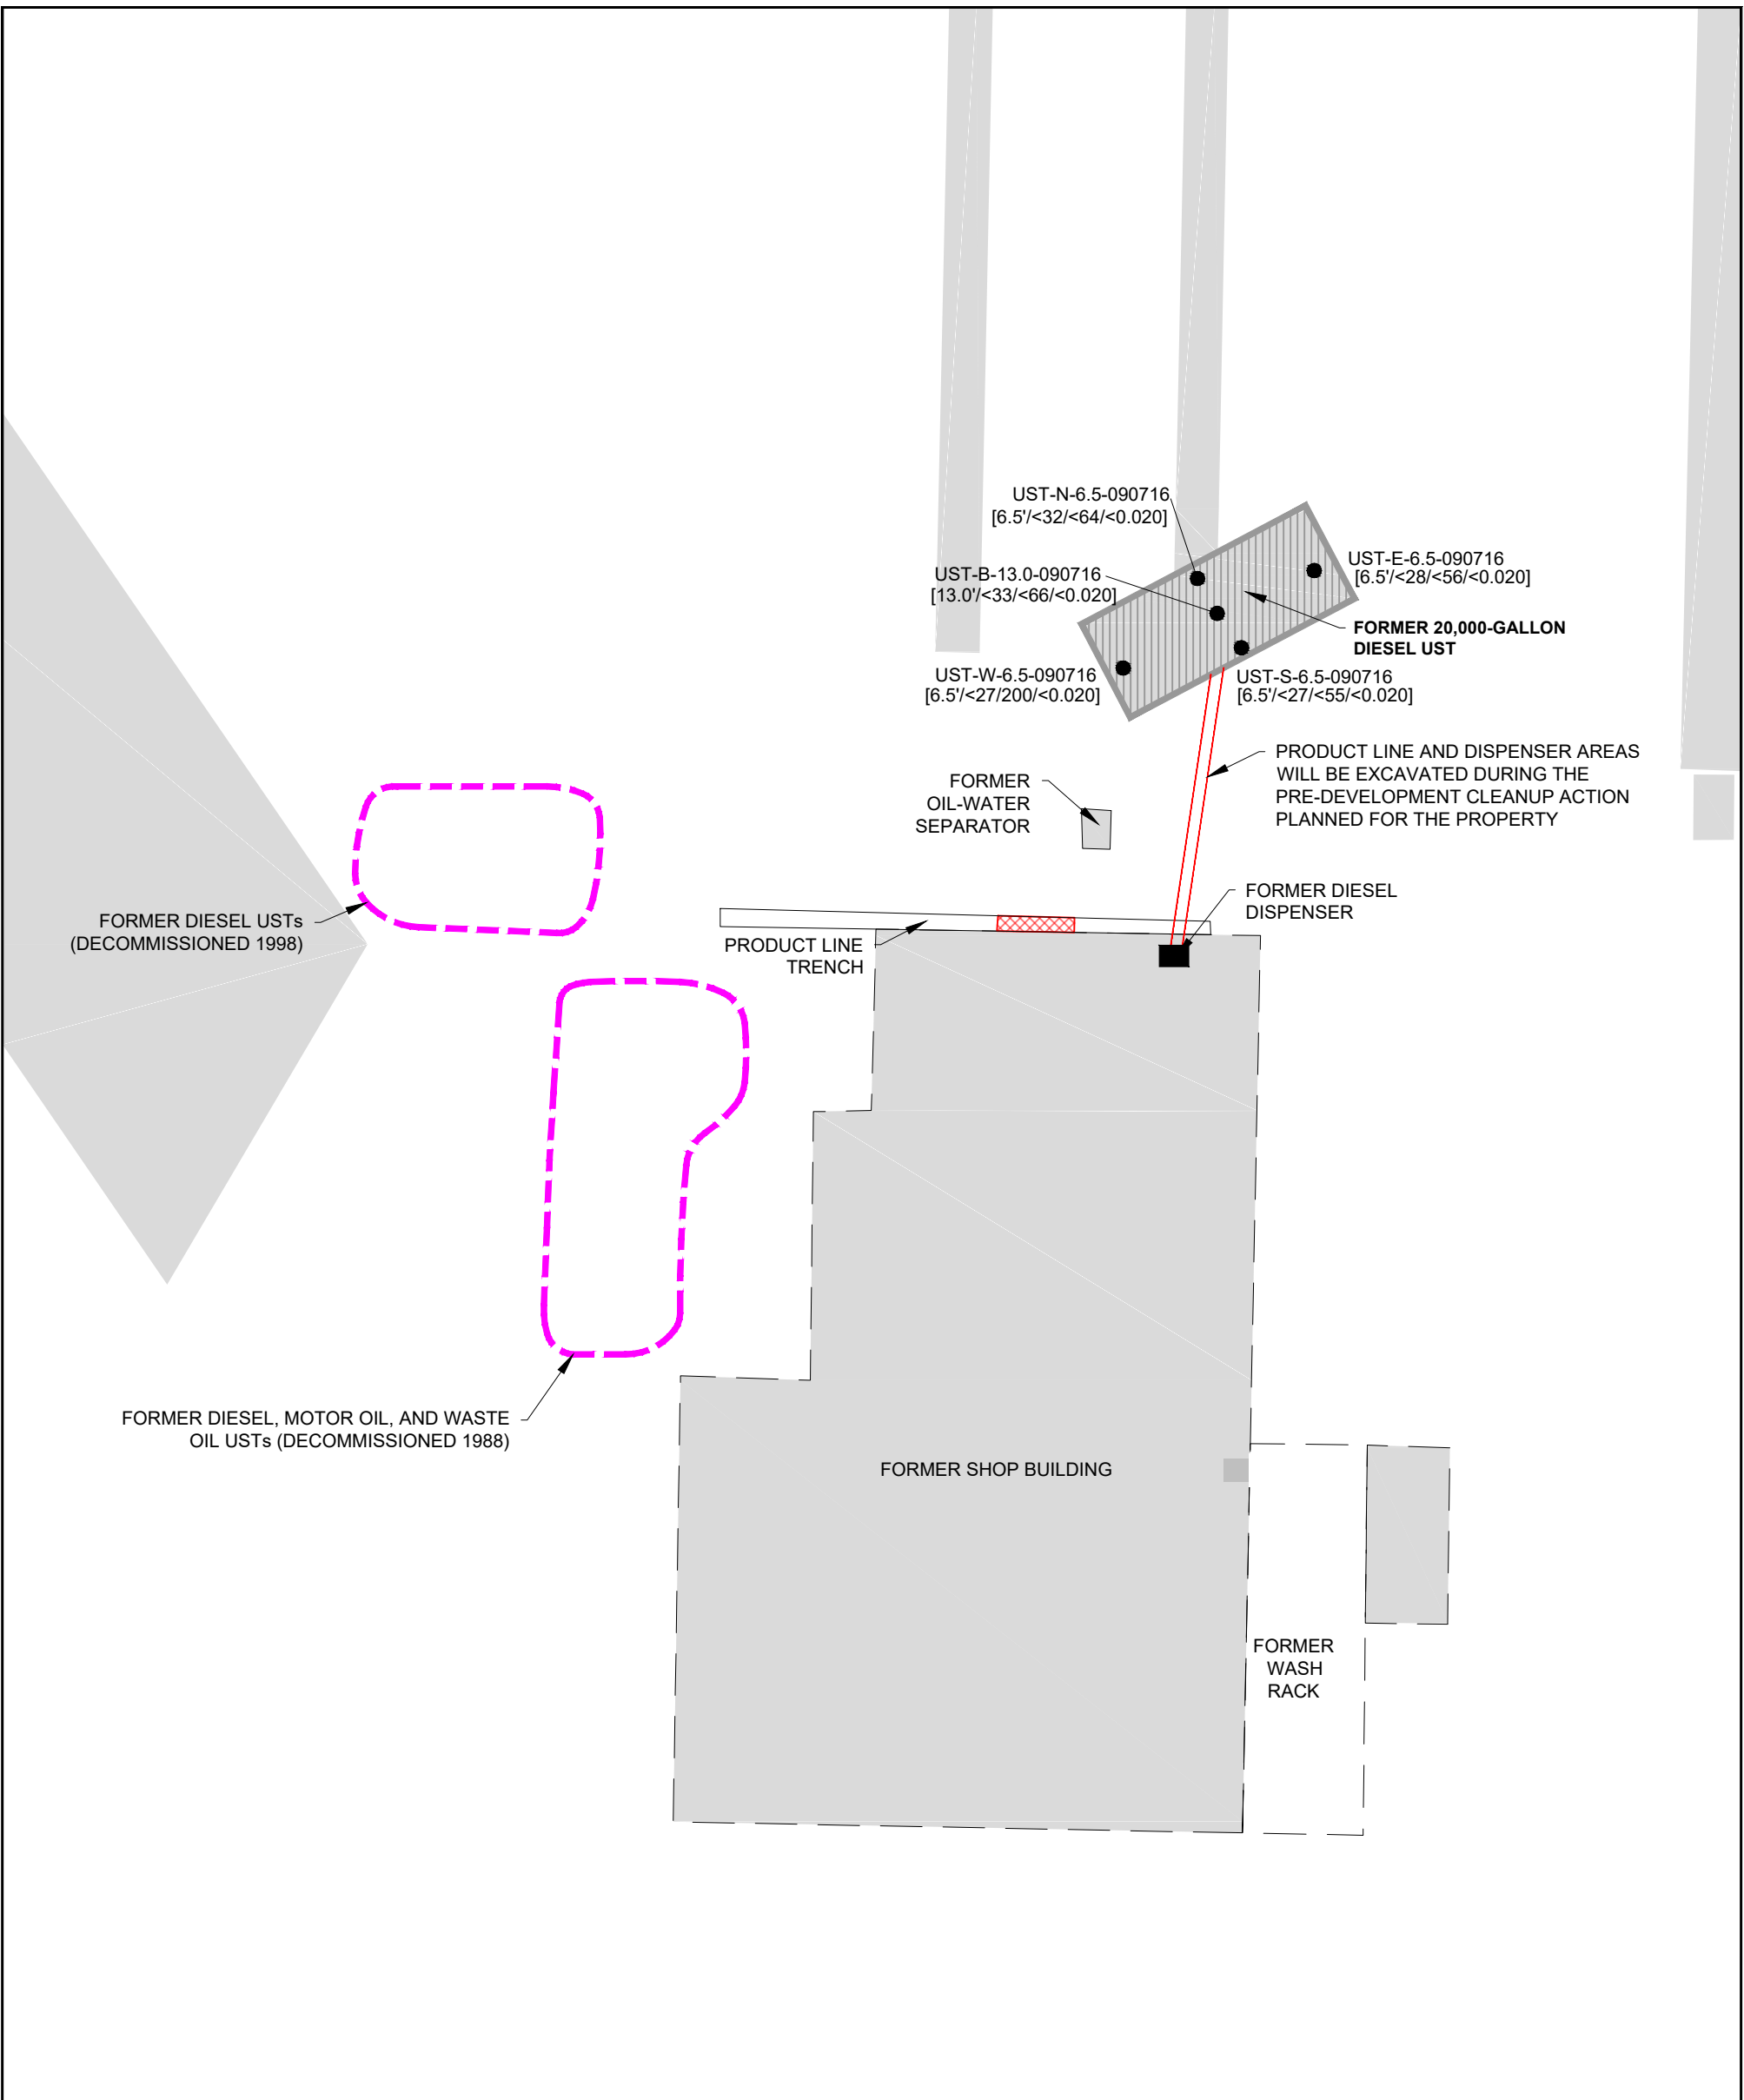 UST-N-6.5-090716
[6.5'/<32/<64/<0.020]
UST-E-6.5-090716
[6.5'/<28/<56/<0.020]
UST-B-13.0-090716
[13.0'/<33/<66/<0.020]
FORMER 20,000-GALLON
DIESEL UST
UST-W-6.5-090716
[6.5'/<27/200/<0.020]
UST-S-6.5-090716
[6.5'/<27/<55/<0.020]
PRODUCT LINE AND DISPENSER AREAS
WILL BE EXCAVATED DURING THE
PRE-DEVELOPMENT CLEANUP ACTION
PLANNED FOR THE PROPERTY
FORMER
OIL-WATER
SEPARATOR
FORMER DIESEL
DISPENSER
FORMER DIESEL USTs
(DECOMMISSIONED 1998)
PRODUCT LINE
TRENCH
FORMER DIESEL, MOTOR OIL, AND WASTE
OIL USTs (DECOMMISSIONED 1988)
FORMER SHOP BUILDING
FORMER
WASH
RACK